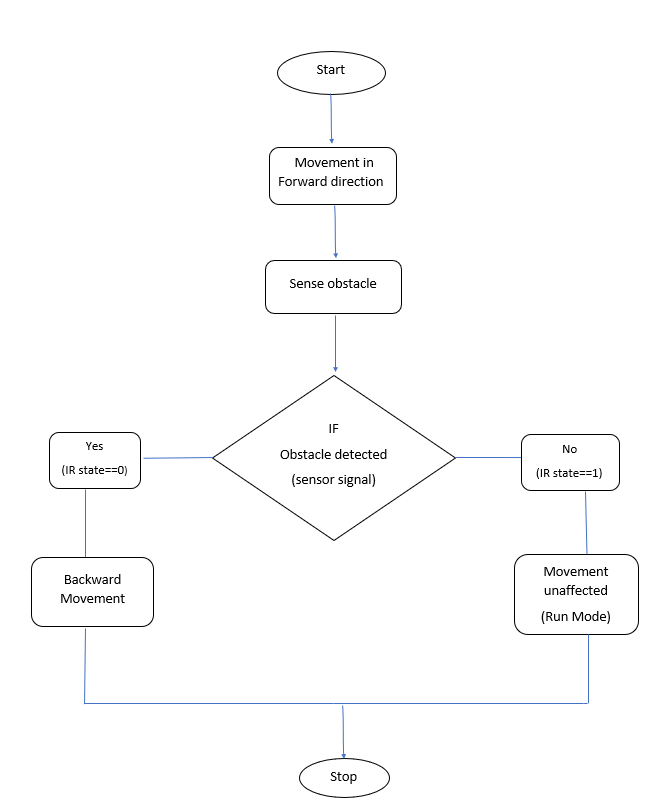 Start
Movement in
Forward direction
Sense obstacle
IF
Obstacle detected
(sensor signal)
Yes
(IR state==0)
No
(IR state==1)
Backward
Movement
Movement
unaffected
(Run Mode)
Stop